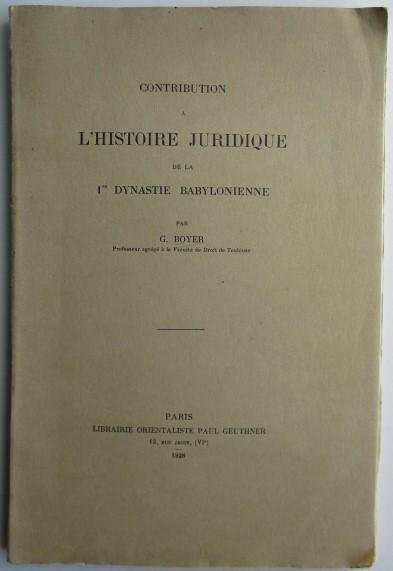 CONTRIBUTION
A
L'HISTOIRE JURIDIQUE
DE LA
1re DYNASTIE BABYLONIENNE
PAR
G. BOYER
Professeur agrégé à la Faculté de Droit de Toulouse
PARIS
LIBRAIRIE ORIENTALISTE PAUL GEUTHNER
13, RUE JACOB, (VIe)
1928